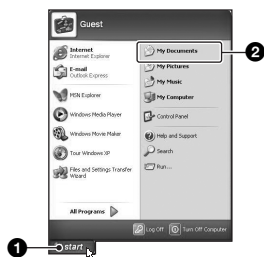 Guest
Internet
Internet Explorer
E-mail
Outlook Express
MSN Explorer
Windows Media Player
Windows Movie Maker
Tour Windows XP
Files and Settings Transfer
Wizard
All Programs
My Documents
My Pictures
My Music
My Computer
Control Panel
Help and Support
Search
Run...
Log Off
Turn Off Computer
start
1
2